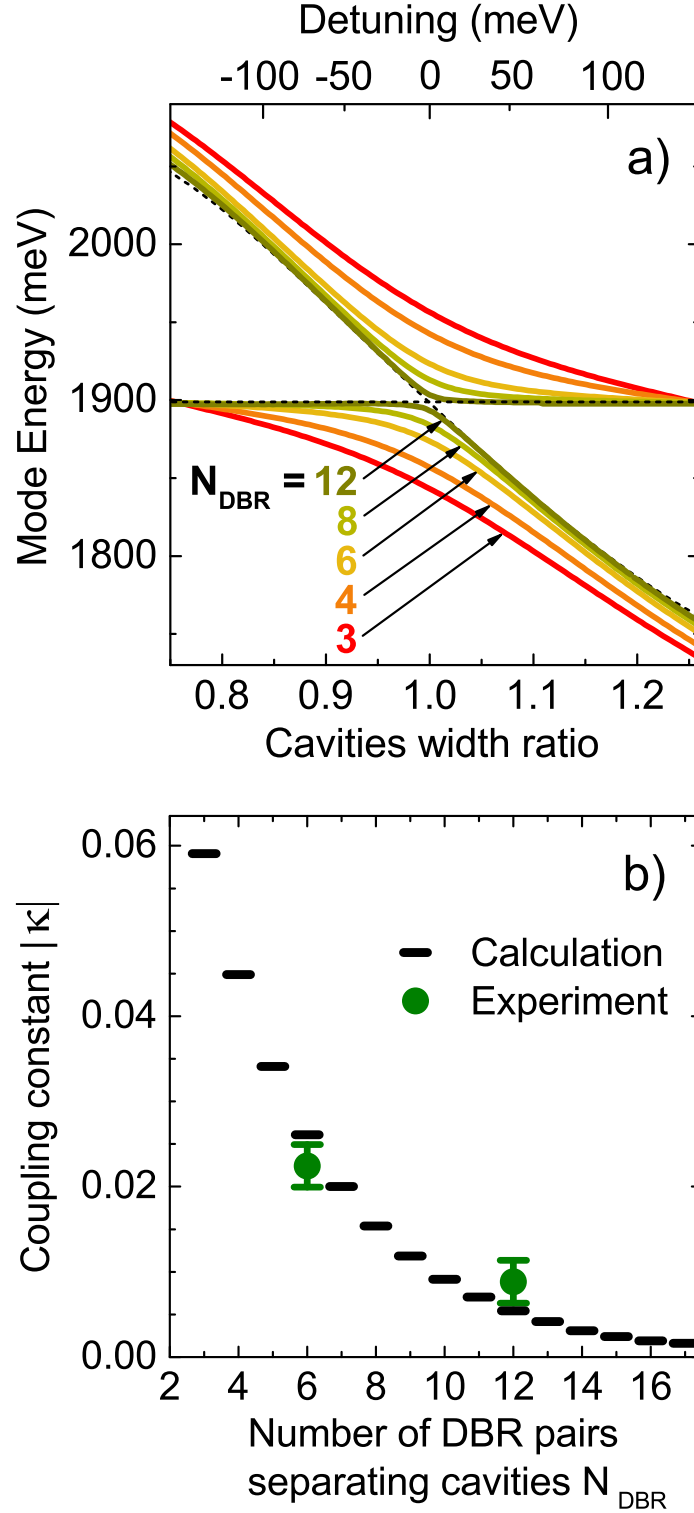 Detuning (meV)
-100 -50 0 50 100
a)
Mode Energy (meV)
2000
1900
1800
N_DBR = 12
8
6
4
3
0.8 0.9 1.0 1.1 1.2
Cavities width ratio
b)
Coupling constant |κ|
0.06
0.04
0.02
0.00
Calculation
Experiment
2 4 6 8 10 12 14 16
Number of DBR pairs
separating cavities N_DBR